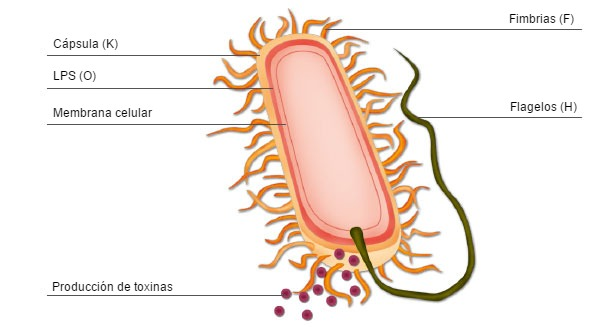 Fimbrias (F)
Cápsula (K)
LPS (O)
Flagelos (H)
Membrana celular
Producción de toxinas